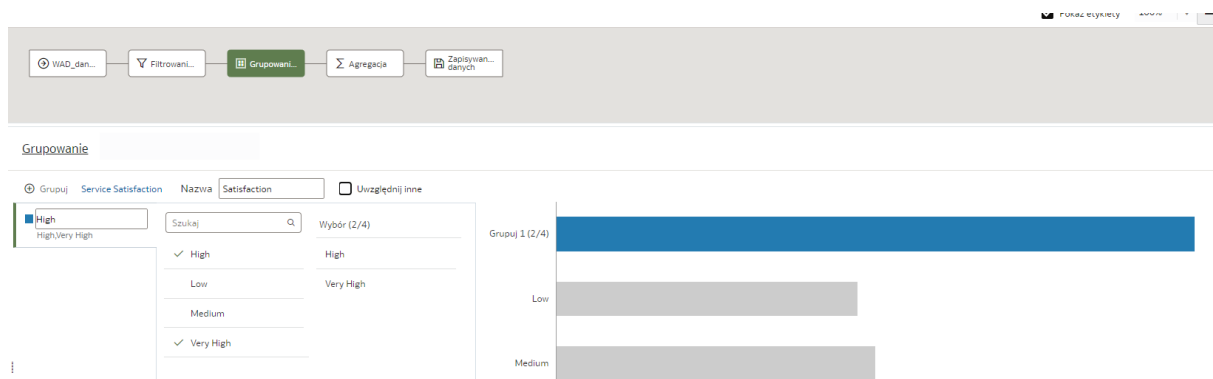 Pokaż etykiety 100%
WAD_dan...
Filtrowani...
Grupowani...
Agregacja
Zapisywan...
danych
Grupowanie
Grupuj Service Satisfaction Nazwa Satisfaction Uwzględnij inne
High
High,Very High
Szukaj
High
Low
Medium
Very High
Wybór (2/4)
High
Very High
Grupuj 1 (2/4)
Low
Medium